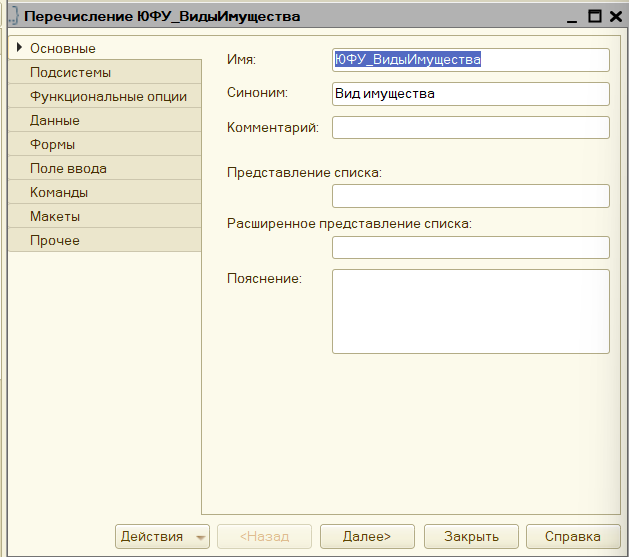 Перечисление ЮФУ_ВидыИмущества
Основные
Подсистемы
Функциональные опции
Данные
Формы
Поле ввода
Команды
Макеты
Прочее
Имя: ЮФУ_ВидыИмущества
Синоним: Вид имущества
Комментарий:
Представление списка:
Расширенное представление списка:
Пояснение:
Действия <Назад Далее> Закрыть Справка